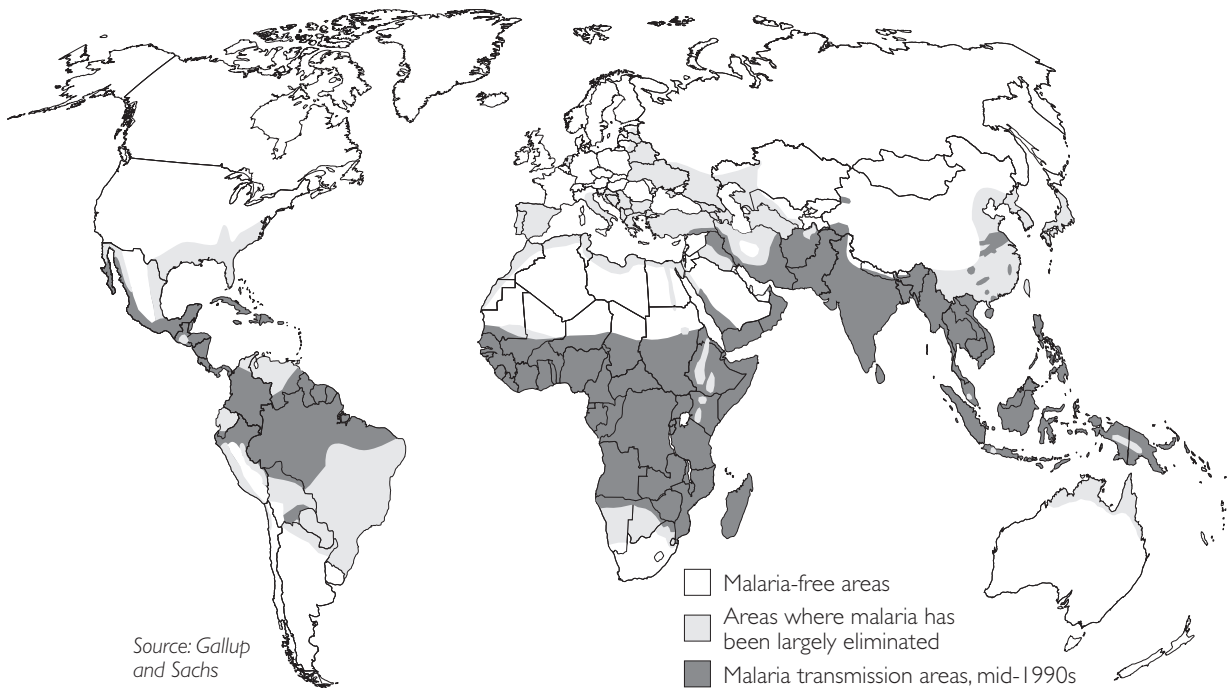 Malaria-free areas
Areas where malaria has
been largely eliminated
Malaria transmission areas, mid-1990s
Source: Gallup
and Sachs